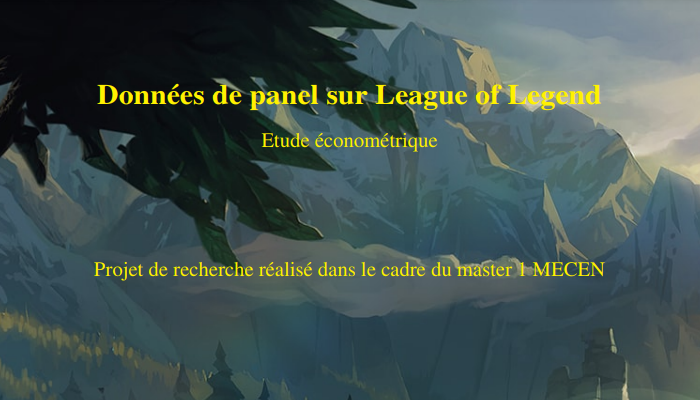 Données de panel sur League of Legend
Etude économétrique
Projet de recherche réalisé dans le cadre du master 1 MECEN